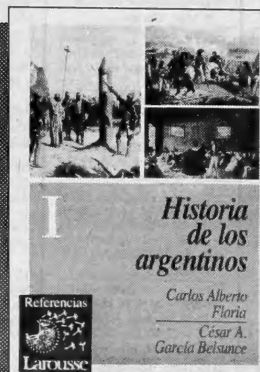 I
Historia
de los
argentinos
Carlos Alberto
Floria
César A.
García Belsunce
Referencias
Larousse